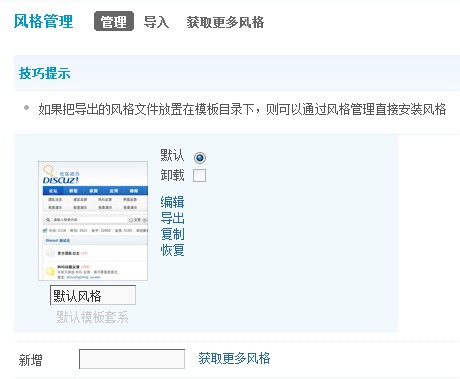 风格管理 管理 导入 获取更多风格
技巧提示
如果把导出的风格文件放置在模板目录下，则可以通过风格管理直接安装风格
默认
卸载
编辑
导出
复制
恢复
DISCUZ!
默认风格
默认模板套系
新增 获取更多风格